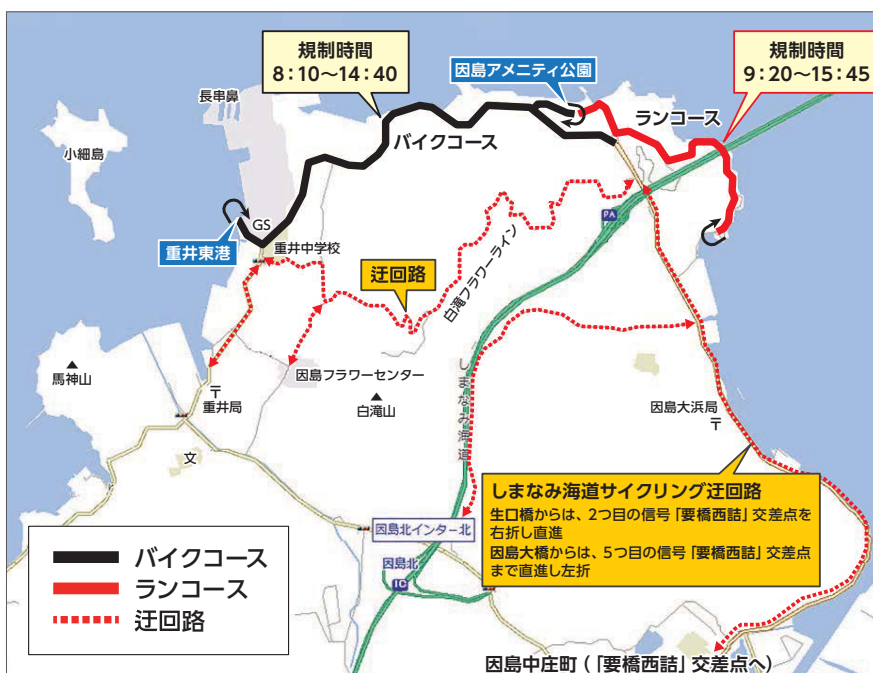 規制時間
8：10～14：40
因島アメニティ公園
規制時間
9：20～15：45
長串鼻
ランコース
バイクコース
小細島
PA
GS
重井東港
重井中学校
迂回路
白滝フラワーライン
馬神山
因島フラワーセンター
しまなみ海道
〒
重井局
白滝山
因島大浜局
〒
文
しまなみ海道サイクリング迂回路
生口橋からは、2つ目の信号「要橋西詰」交差点を
右折し直進
因島大橋からは、5つ目の信号「要橋西詰」交差点
まで直進し左折
因島北インター北
因島北
IC
バイクコース
ランコース
迂回路
因島中庄町（「要橋西詰」交差点へ）